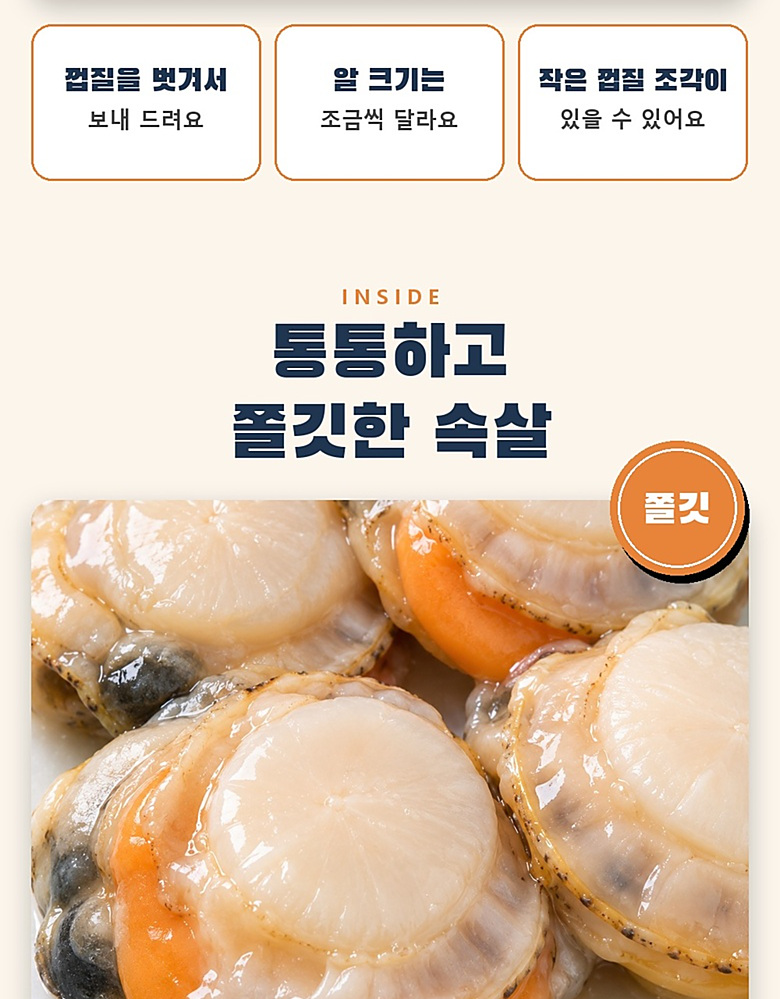 껍질을 벗겨서
보내 드려요
알 크기는
조금씩 달라요
작은 껍질 조각이
있을 수 있어요
INSIDE
통통하고
쫄깃한 속살
쫄깃